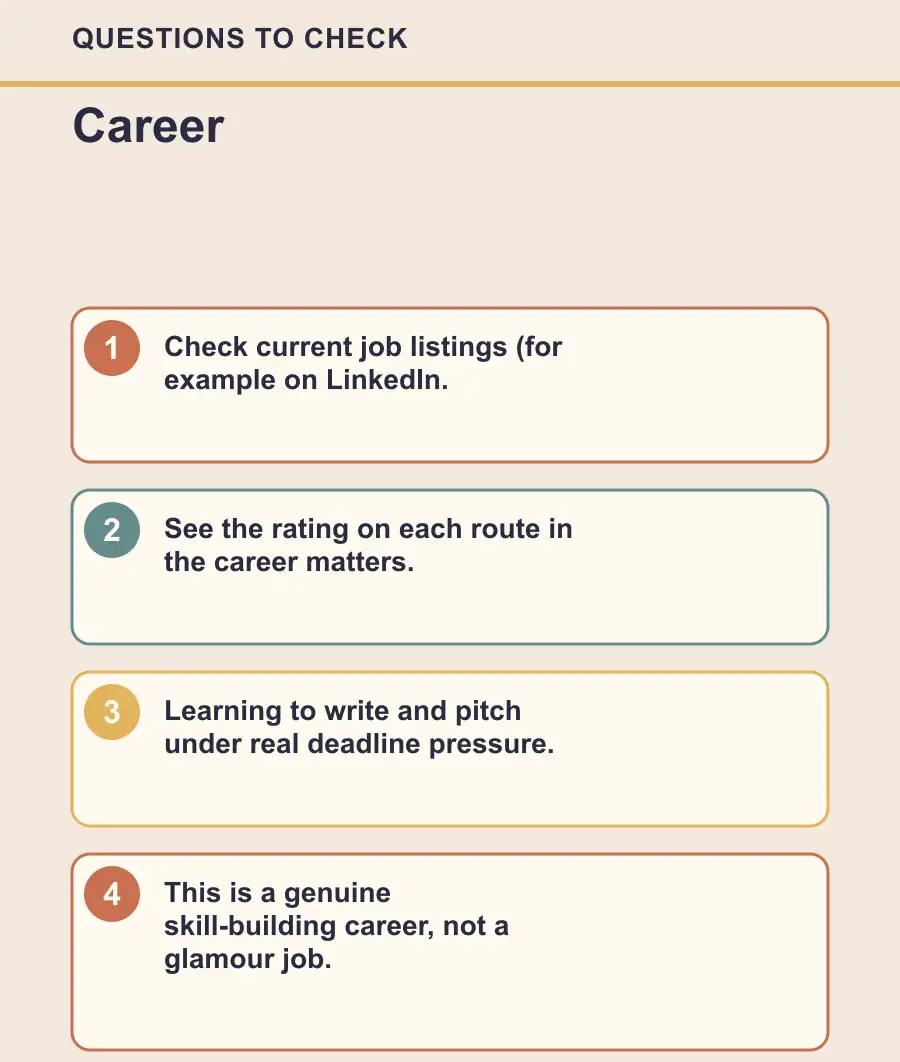 QUESTIONS TO CHECK
Career
1
Check current job listings (for
example on LinkedIn.
2
See the rating on each route in
the career matters.
3
Learning to write and pitch
under real deadline pressure.
4
This is a genuine
skill-building career, not a
glamour job.